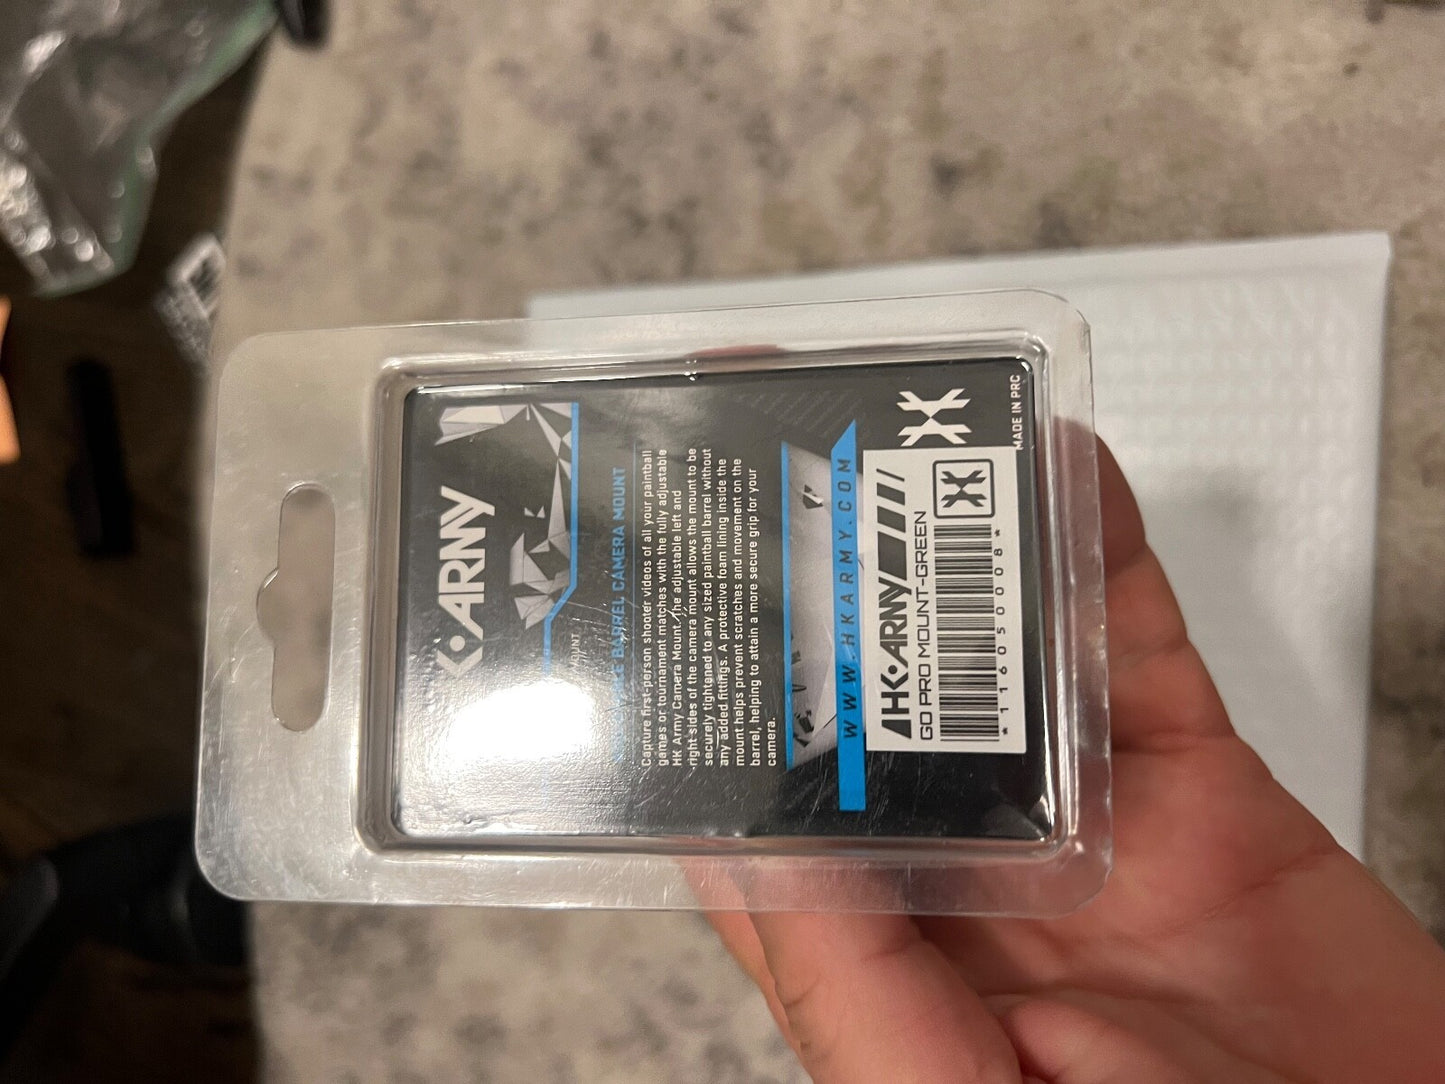 K•ARMY
MOUNT
BARREL CAMERA MOUNT
Capture first-person shooter videos of all your paintball
games or tournament matches with the fully adjustable
HK Army Camera Mount. The adjustable left and
right sides of the camera mount allows the mount to be
securely tightened to any sized paintball barrel without
any added fittings. A protective foam lining inside the
mount helps prevent scratches and movement on the
barrel, helping to attain a more secure grip for your
camera.
WWW.HKARMY.COM
HK•ARMY
GO PRO MOUNT-GREEN
*116050008*
MADE IN PRC